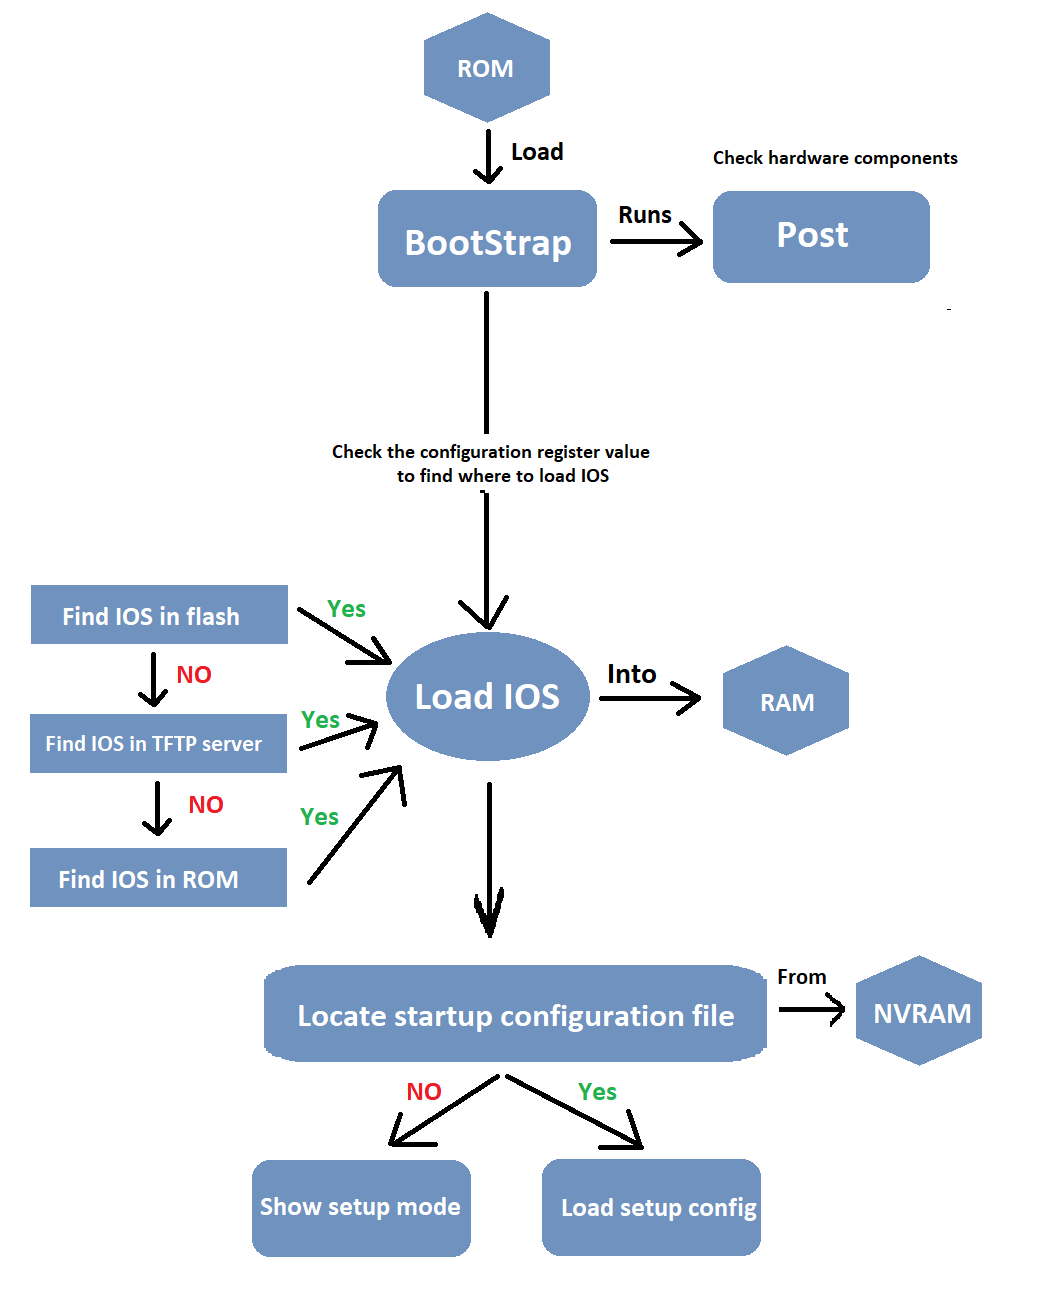 ROM
Load
Check hardware components
BootStrap
Runs
Post
Check the configuration register value
to find where to load IOS
Find IOS in flash
Yes
NO
Load IOS
Into
RAM
Find IOS in TFTP server
Yes
NO
Yes
Find IOS in ROM
Locate startup configuration file
From
NVRAM
NO
Yes
Show setup mode
Load setup config